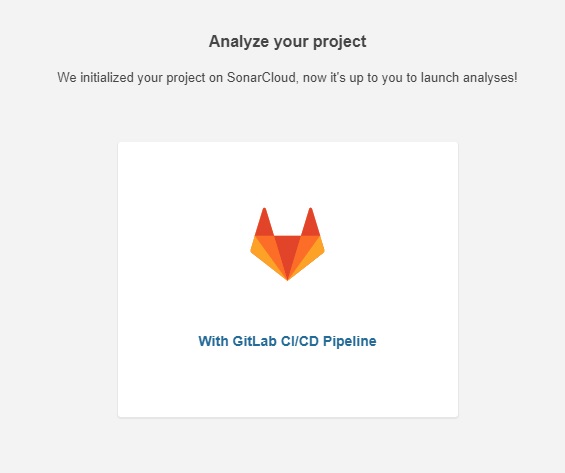 Analyze your project
We initialized your project on SonarCloud, now it's up to you to launch analyses!
With GitLab CI/CD Pipeline